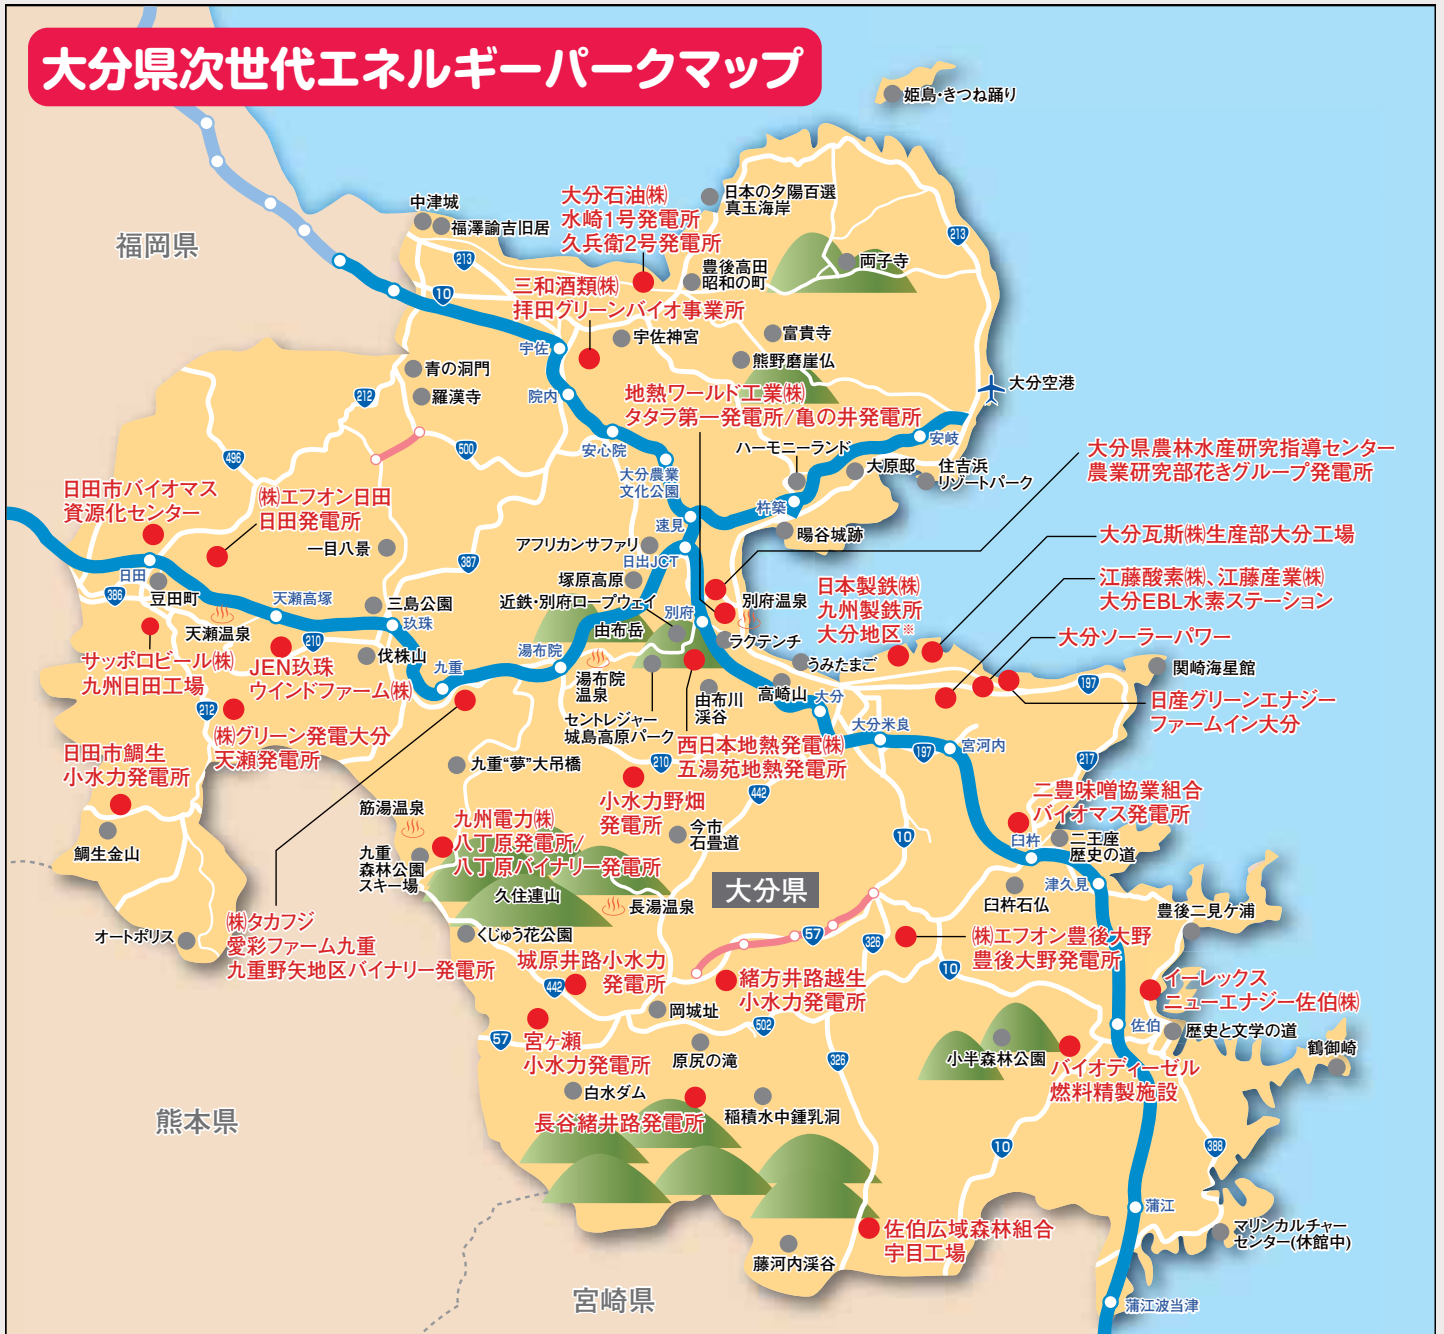 大分県次世代エネルギーパークマップ
姫島・きつね踊り
中津城
福澤諭吉旧居
福岡県
大分石油㈱
水崎1号発電所
久兵衛2号発電所
日本の夕陽百選
真玉海岸
213
213
10
豊後高田
昭和の町
両子寺
三和酒類㈱
拝田グリーンバイオ事業所
宇佐神宮
富貴寺
宇佐
熊野磨崖仏
青の洞門
羅漢寺
212
院内
地熱ワールド工業㈱
タタラ第一発電所/亀の井発電所
大分空港
安岐
ハーモニーランド
安心院
500
496
大分農業
文化公園
大原邸
住吉浜
リゾートパーク
大分県農林水産研究指導センター
農業研究部花きグループ発電所
日田市バイオマス
資源化センター
㈱エフオン日田
日田発電所
杵築
速見
暘谷城跡
大分瓦斯㈱生産部大分工場
一目八景
387
アフリカンサファリ
日出JCT
塚原高原
近鉄・別府ロープウェイ
日田
豆田町
386
天瀬高塚
天瀬温泉
三島公園
玖珠
210
別府
別府温泉
日本製鉄㈱
九州製鉄所
大分地区※
江藤酸素㈱、江藤産業㈱
大分EBL水素ステーション
由布岳
ラクテンチ
大分ソーラーパワー
サッポロビール㈱
九州日田工場
JEN玖珠
ウインドファーム㈱
伐株山
九重
湯布院
湯布院
温泉
うみたまご
関崎海星館
197
212
由布川
渓谷
高崎山
大分
日産グリーンエナジー
ファームイン大分
セントレジャー
城島高原パーク
大分米良
197
宮河内
㈱グリーン発電大分
天瀬発電所
日田市鯛生
小水力発電所
西日本地熱発電㈱
五湯苑地熱発電所
九重“夢”大吊橋
210
217
442
小水力野畑
発電所
二豊味噌協業組合
バイオマス発電所
筋湯温泉
九州電力㈱
八丁原発電所/
八丁原バイナリー発電所
今市
石畳道
10
臼杵
二王座
歴史の道
鯛生金山
九重
森林公園
スキー場
大分県
久住連山
津久見
臼杵石仏
長湯温泉
豊後二見ケ浦
オートポリス
㈱タカフジ
愛彩ファーム九重
九重野矢地区バイナリー発電所
くじゅう花公園
57
326
㈱エフオン豊後大野
豊後大野発電所
10
城原井路小水力
発電所
442
緒方井路越生
小水力発電所
イーレックス
ニューエナジー佐伯㈱
岡城址
502
佐伯
歴史と文学の道
宮ヶ瀬
小水力発電所
57
原尻の滝
326
小半森林公園
バイオディーゼル
燃料精製施設
鶴御崎
白水ダム
稲積水中鍾乳洞
長谷緒井路発電所
熊本県
10
388
蒲江
佐伯広域森林組合
宇目工場
マリンカルチャー
センター(休館中)
藤河内渓谷
宮崎県
蒲江波当津